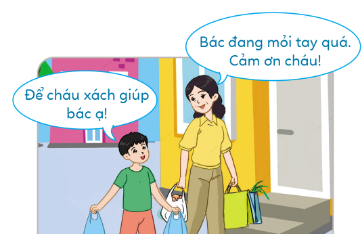 Bác đang mỏi tay quá.
Cảm ơn cháu!
Để cháu xách giúp
bác ạ!